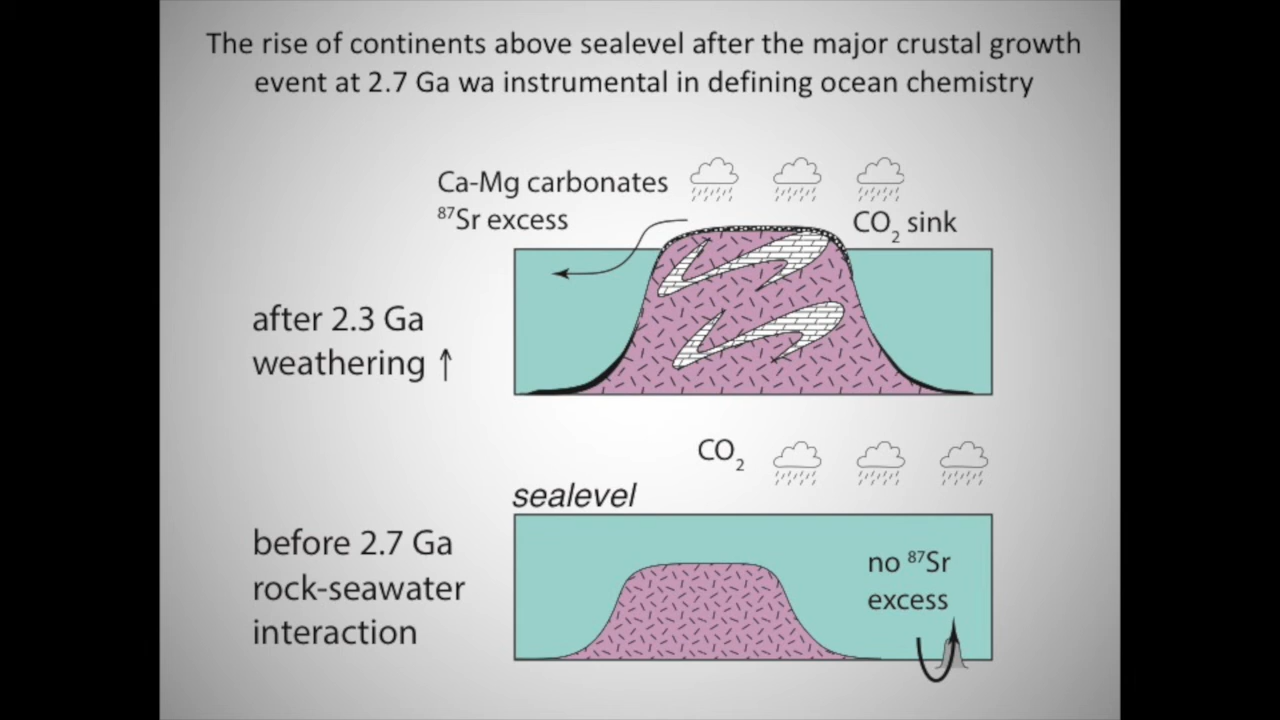 The rise of continents above sealevel after the major crustal growth
event at 2.7 Ga wa instrumental in defining ocean chemistry
Ca-Mg carbonates
⁸⁷Sr excess
CO₂ sink
after 2.3 Ga
weathering ↑
CO₂
sealevel
before 2.7 Ga
rock-seawater
interaction
no ⁸⁷Sr
excess